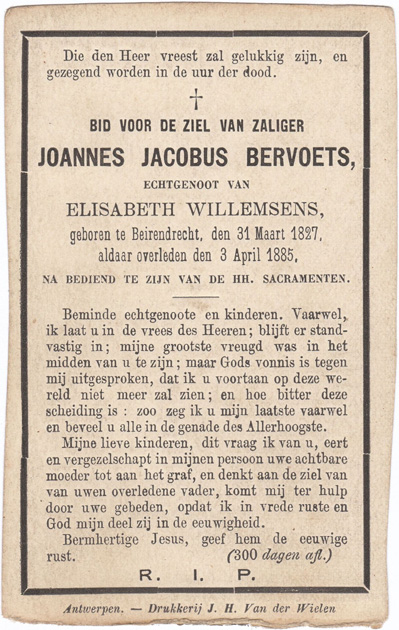 Die den Heer vreest zal gelukkig zijn, en
gezegend worden in de uur der dood.
BID VOOR DE ZIEL VAN ZALIGER
JOANNES JACOBUS BERVOETS,
ECHTGENOOT VAN
ELISABETH WILLEMSENS,
geboren te Beirendrecht, den 31 Maart 1827,
aldaar overleden den 3 April 1885,
NA BEDIEND TE ZIJN VAN DE HH. SACRAMENTEN.
Beminde echtgenoote en kinderen. Vaarwel,
ik laat u in de vrees des Heeren; blijft er stand-
vastig in; mijne grootste vreugd was in het
midden van u te zijn; maar Gods vonnis is tegen
mij uitgesproken, dat ik u voortaan op deze we-
reld niet meer zal zien; en hoe bitter deze
scheiding is : zoo zeg ik u mijn laatste vaarwel
en beveel u alle in de genade des Allerhoogste.
Mijne lieve kinderen, dit vraag ik van u, eert
en vergezelschapt in mijnen persoon uwe achtbare
moeder tot aan het graf, en denkt aan de ziel van
van uwen overledene vader, komt mij ter hulp
door uwe gebeden, opdat ik in vrede ruste en
God mijn deel zij in de eeuwigheid.
Bermhertige Jesus, geef hem de eeuwige
rust. (300 dagen afl.)
R. I. P.
Antwerpen. — Drukkerij J. H. Van der Wielen